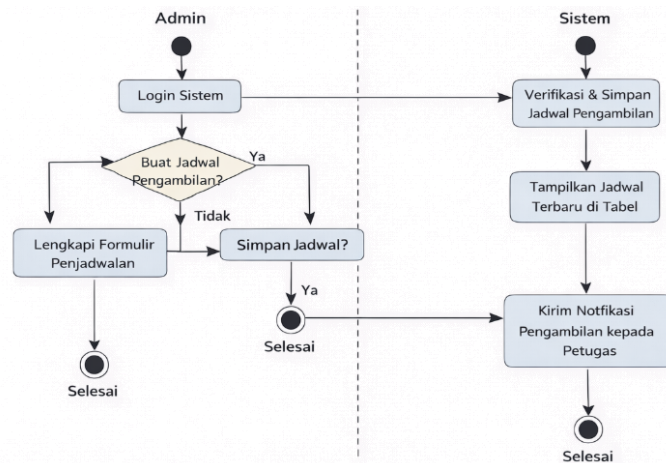 Admin
Login Sistem
Buat Jadwal
Pengambilan?
Ya
Tidak
Lengkapi Formulir
Penjadwalan
Simpan Jadwal?
Ya
Selesai
Selesai
Sistem
Verifikasi & Simpan
Jadwal Pengambilan
Tampilkan Jadwal
Terbaru di Tabel
Kirim Notfikasi
Pengambilan kepada
Petugas
Selesai